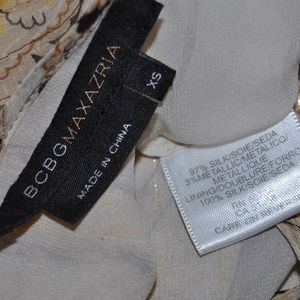 BCBGMAXAZRIA
XS
MADE IN CHINA
97% SILK/SOIE/SEDA
3% METALLIC/METALICO
METALLIQUE
LINING/DOUBLURE/FORRO
100% SILK/SOIE/SEDA
CARE ON REVER